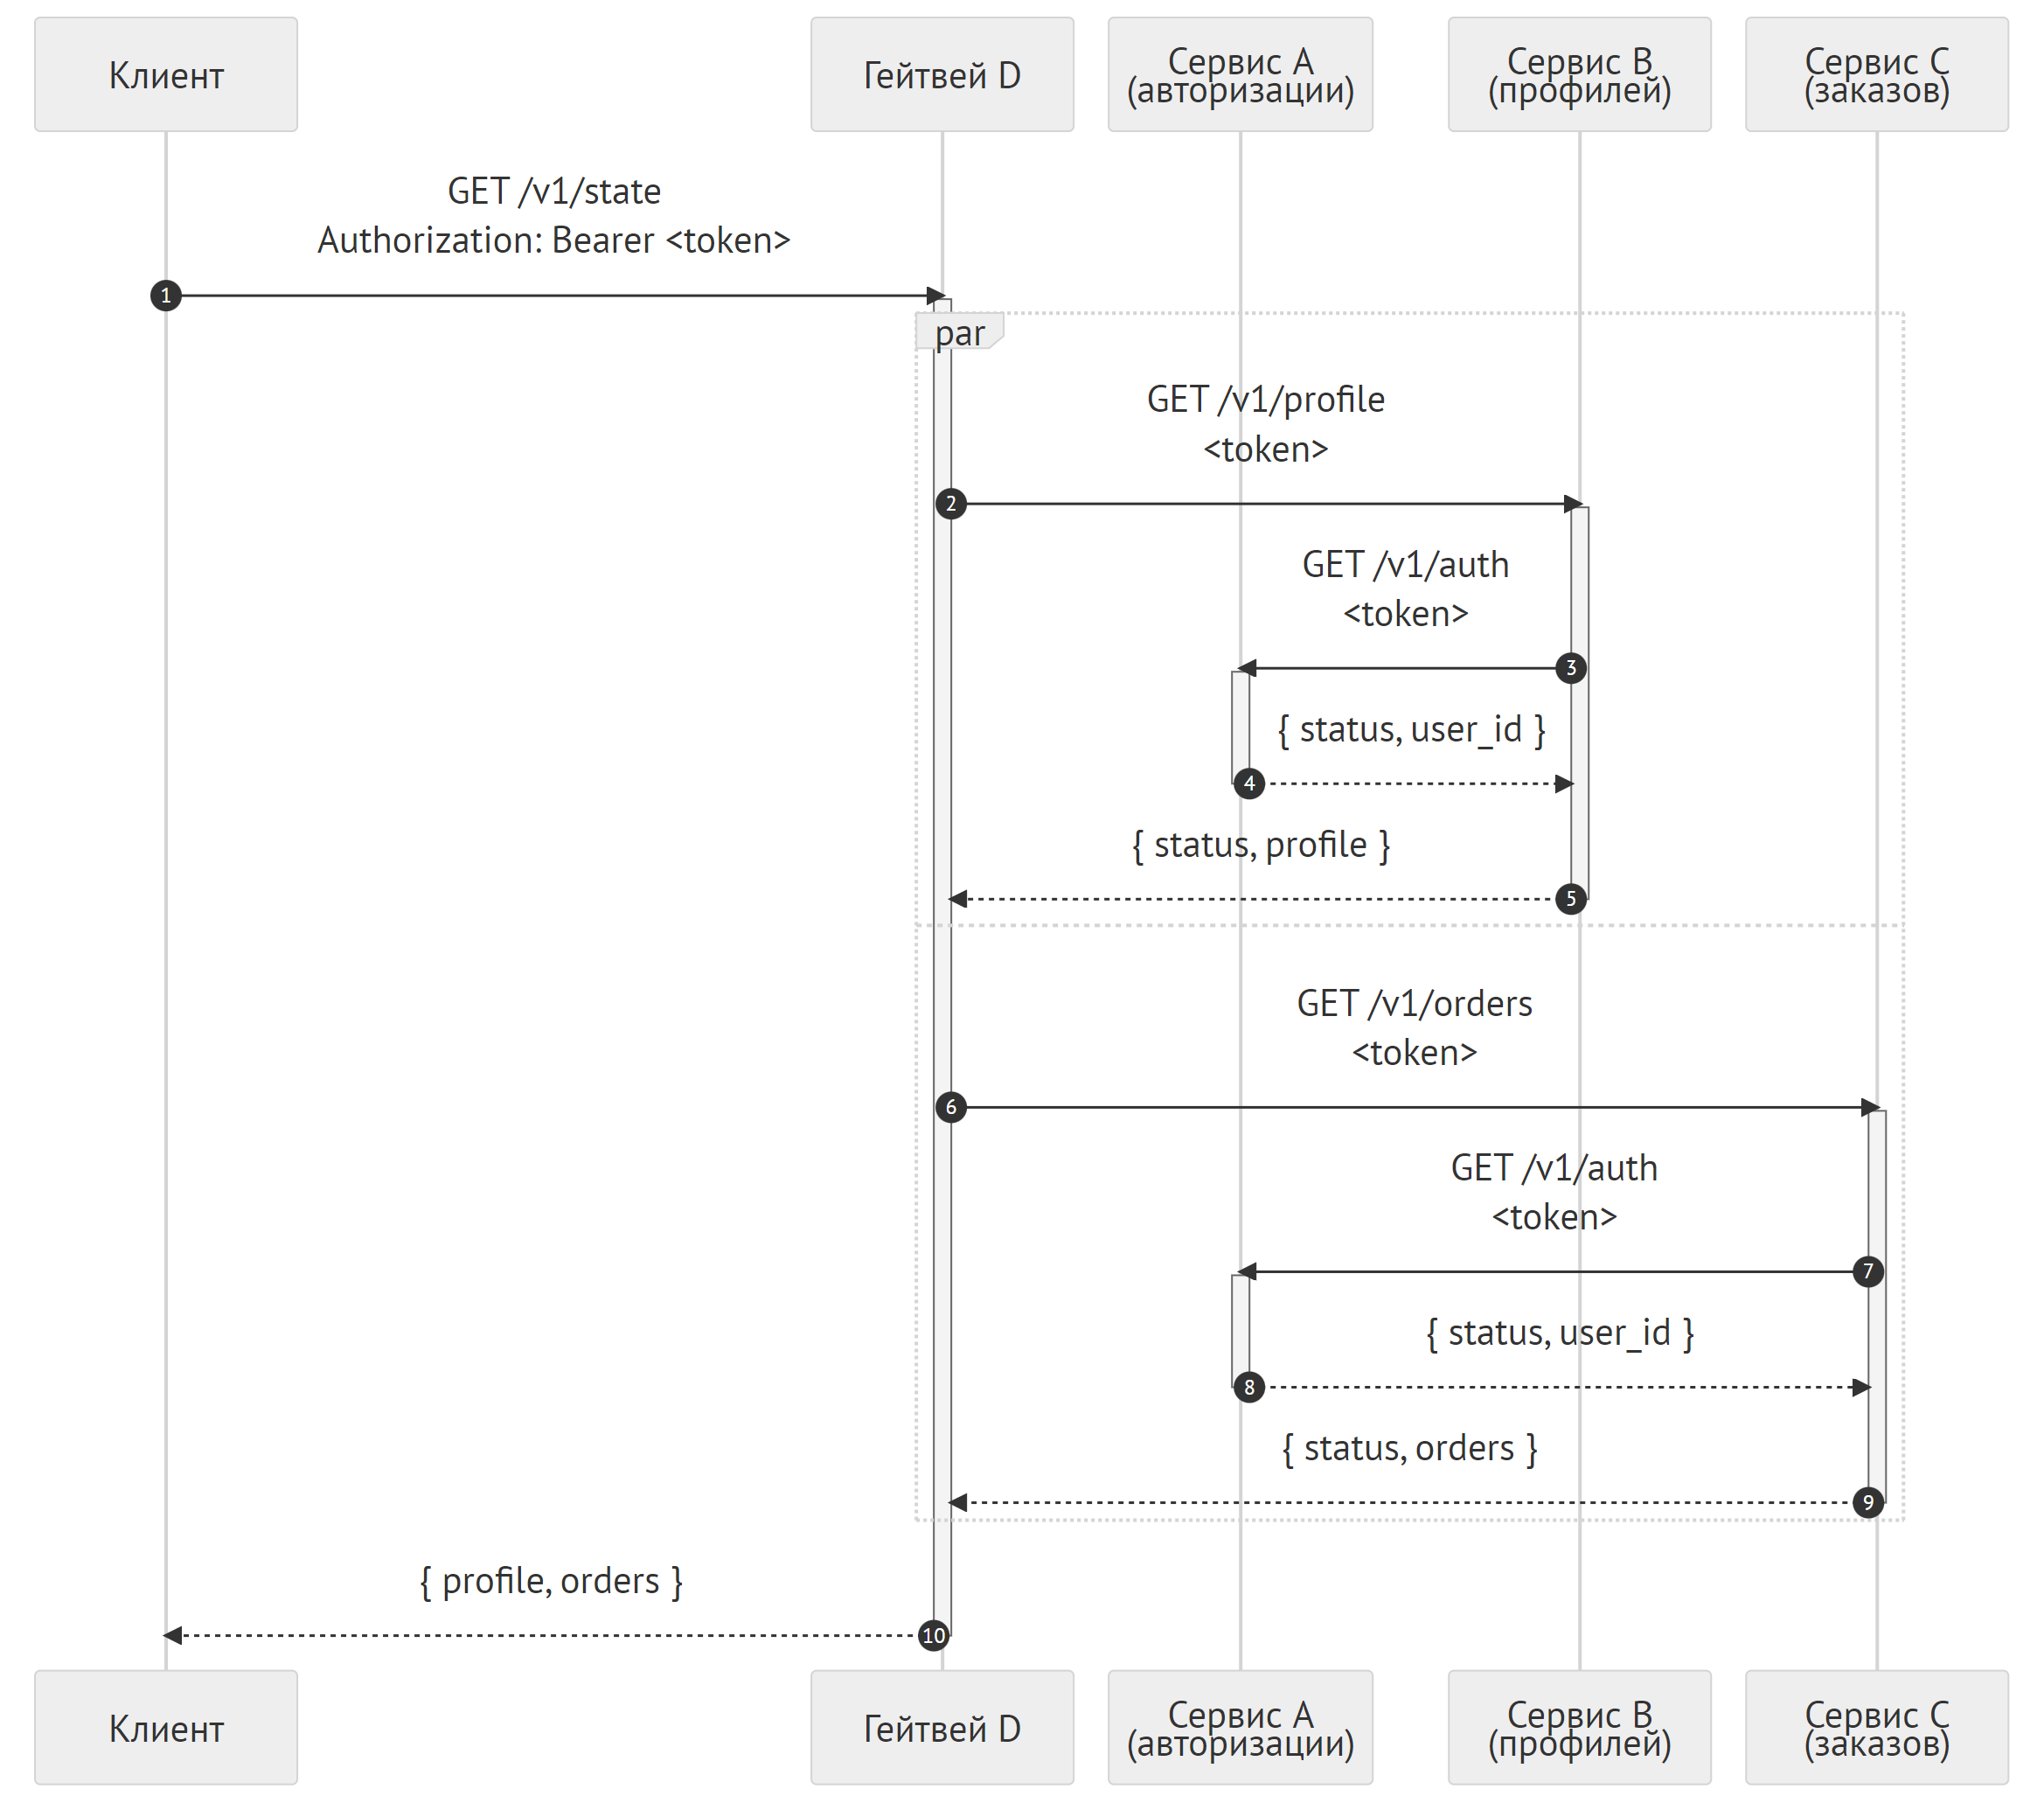 Клиент
Гейтвей D
Сервис A
(авторизации)
Сервис B
(профилей)
Сервис C
(заказов)
GET /v1/state
Authorization: Bearer <token>
1
par
GET /v1/profile
<token>
2
GET /v1/auth
<token>
3
{ status, user_id }
4
{ status, profile }
5
GET /v1/orders
<token>
6
GET /v1/auth
<token>
7
{ status, user_id }
8
{ status, orders }
9
{ profile, orders }
10
Клиент
Гейтвей D
Сервис A
(авторизации)
Сервис B
(профилей)
Сервис C
(заказов)